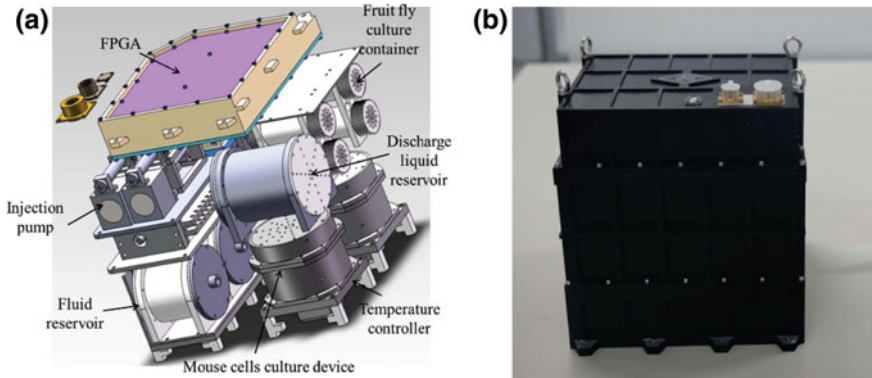 (a)
FPGA
Fruit fly
culture
container
Discharge
liquid
reservoir
Injection
pump
Fluid
reservoir
Temperature
controller
Mouse cells culture device
(b)